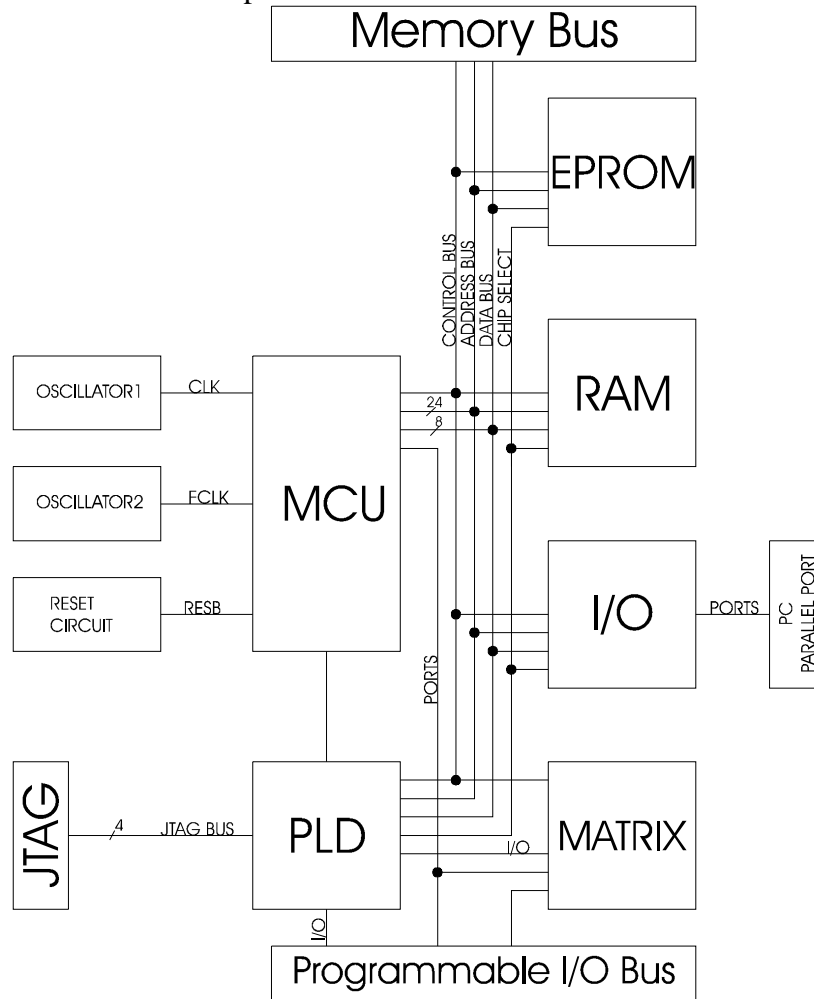 Memory Bus
EPROM
CONTROL BUS
ADDRESS BUS
DATA BUS
CHIP SELECT
OSCILLATOR1
CLK
MCU
24
8
RAM
OSCILLATOR2
FCLK
RESET
CIRCUIT
RESB
I/O
PORTS
PC
PARALLEL PORT
PORTS
JTAG
4
JTAG BUS
PLD
I/O
MATRIX
I/O
Programmable I/O Bus